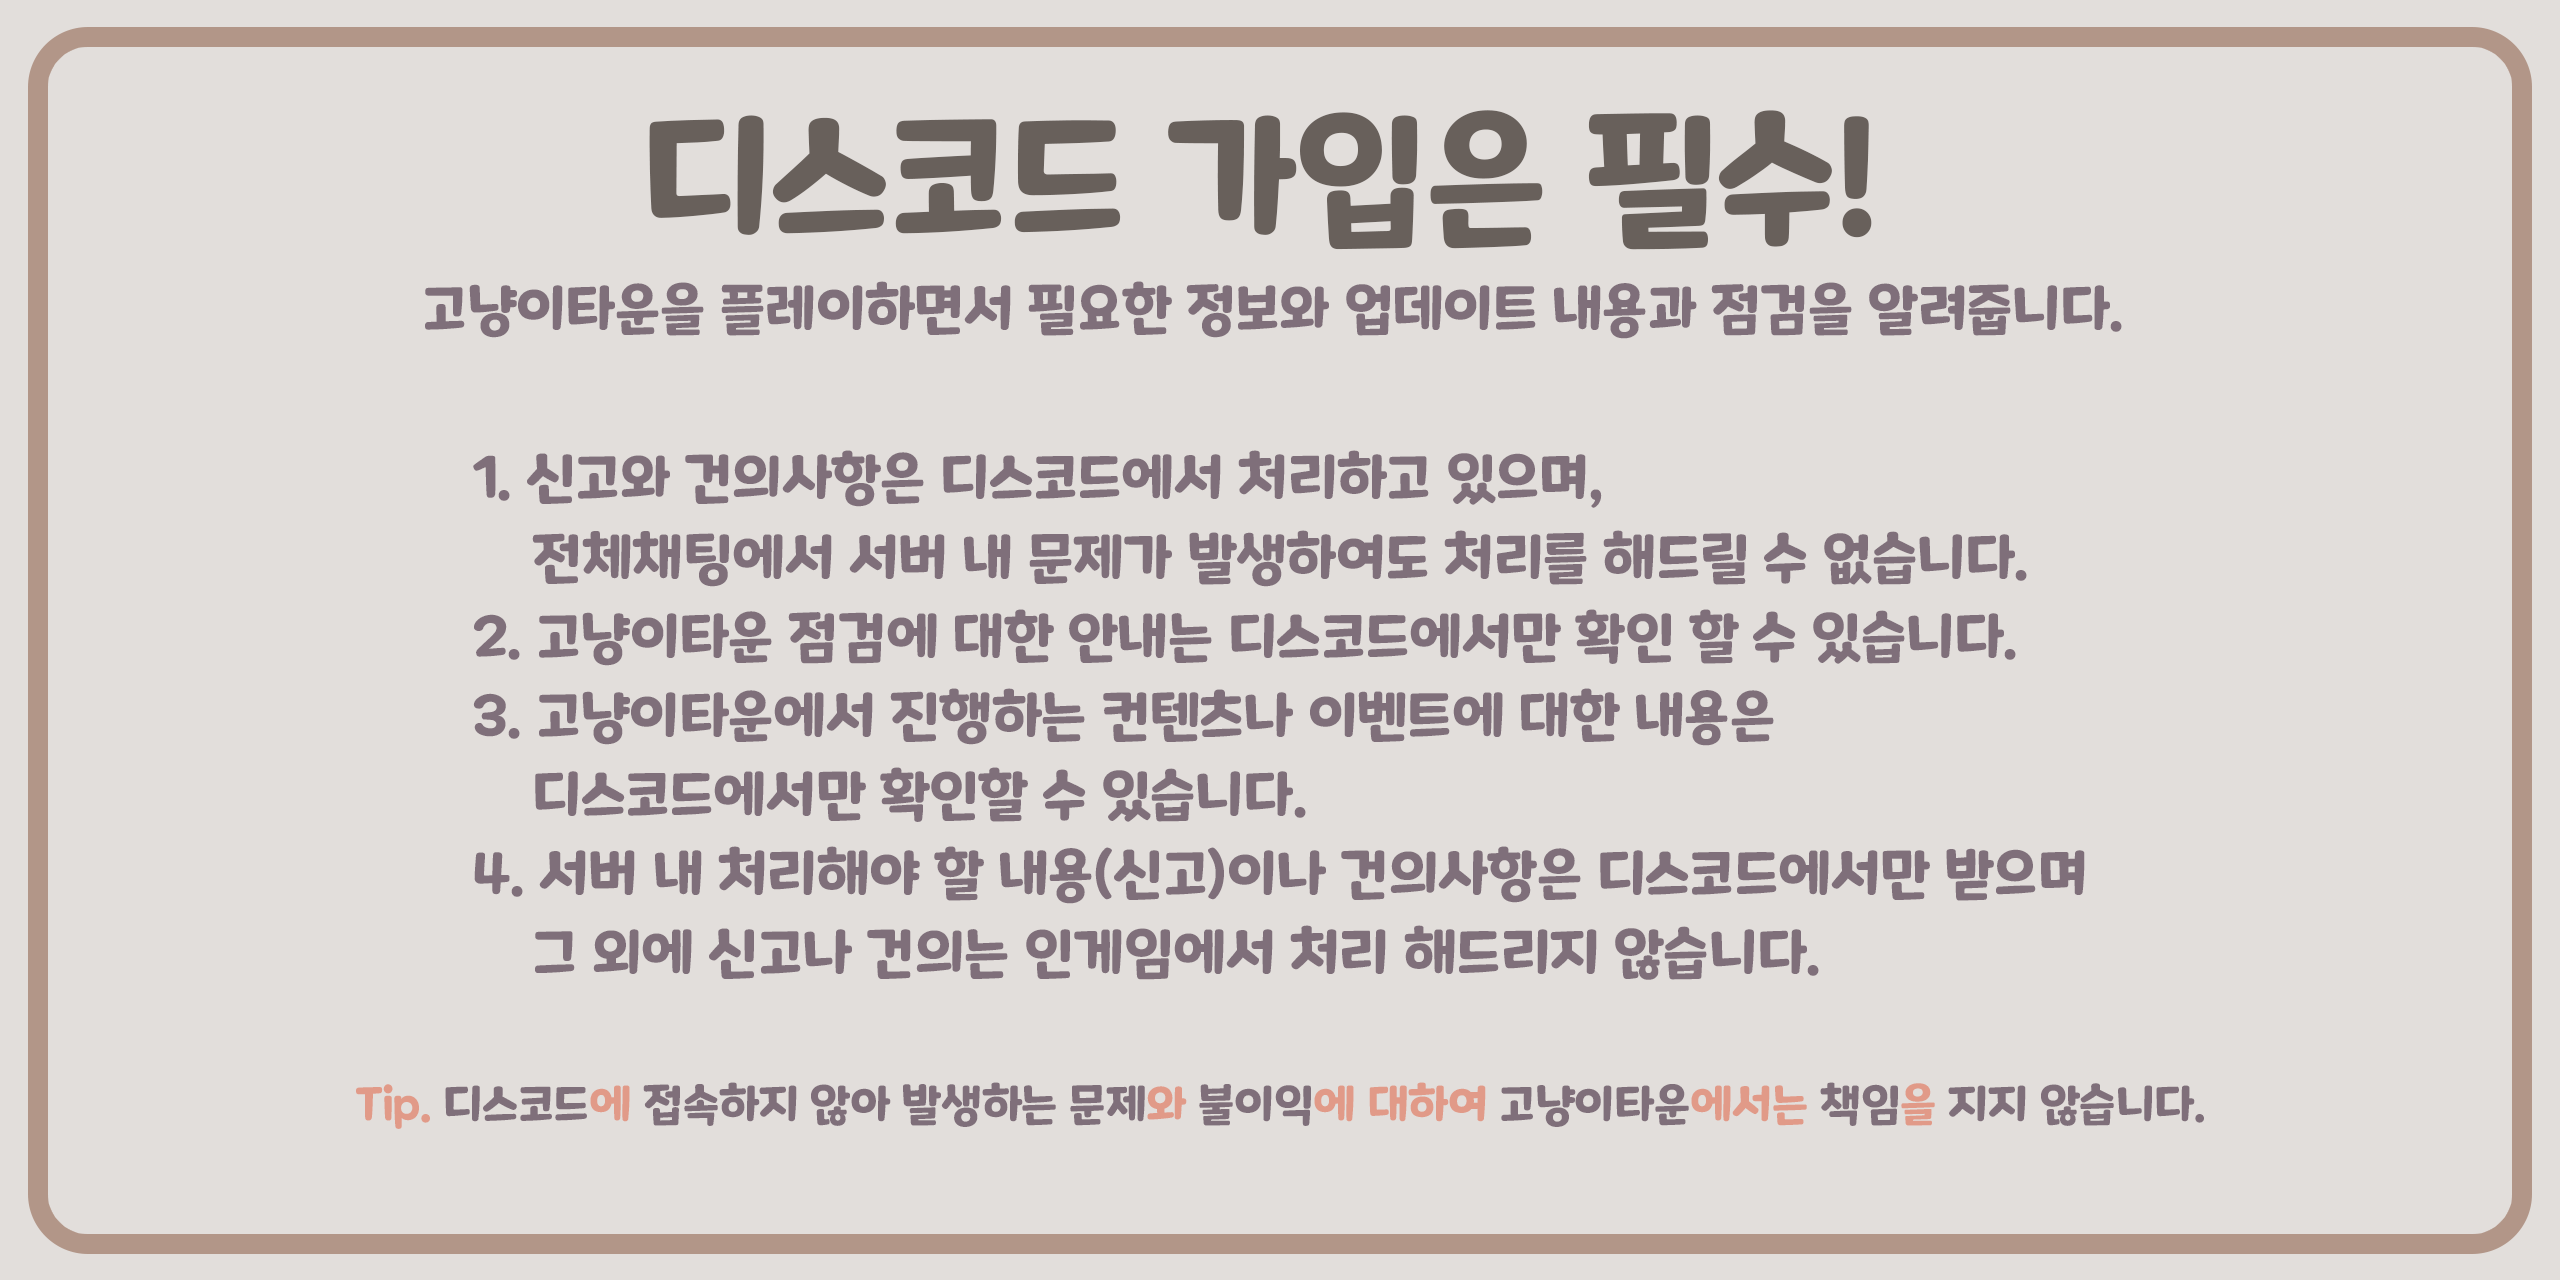 디스코드 가입은 필수!
고냥이타운을 플레이하면서 필요한 정보와 업데이트 내용과 점검을 알려줍니다.
1. 신고와 건의사항은 디스코드에서 처리하고 있으며,
전체채팅에서 서버 내 문제가 발생하여도 처리를 해드릴 수 없습니다.
2. 고냥이타운 점검에 대한 안내는 디스코드에서만 확인 할 수 있습니다.
3. 고냥이타운에서 진행하는 컨텐츠나 이벤트에 대한 내용은
디스코드에서만 확인할 수 있습니다.
4. 서버 내 처리해야 할 내용(신고)이나 건의사항은 디스코드에서만 받으며
그 외에 신고나 건의는 인게임에서 처리 해드리지 않습니다.
Tip. 디스코드에 접속하지 않아 발생하는 문제와 불이익에 대하여 고냥이타운에서는 책임을 지지 않습니다.